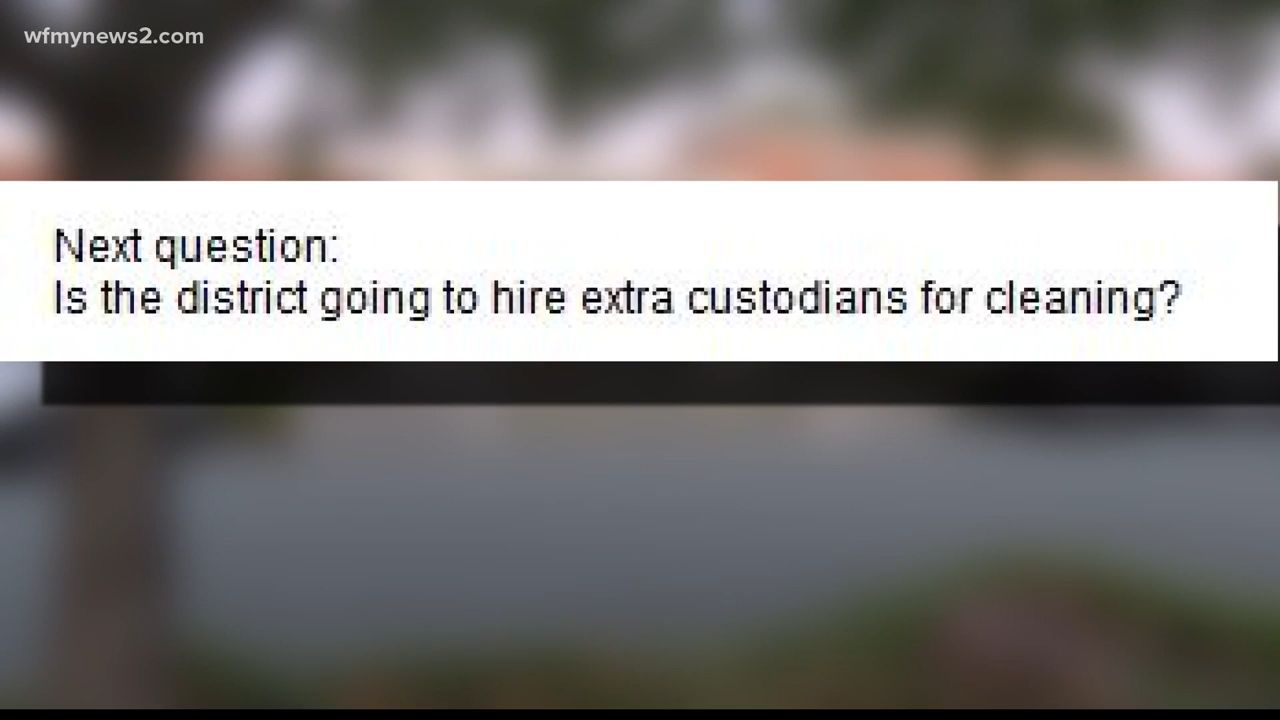 wfmynews2.com
Next question:
Is the district going to hire extra custodians for cleaning?